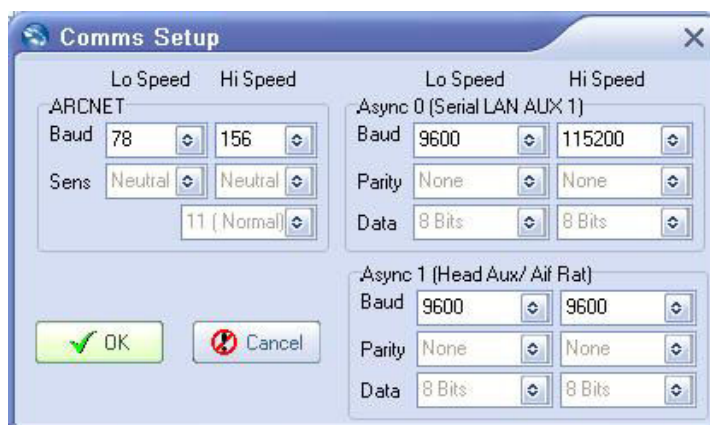 Comms Setup
Lo Speed Hi Speed
ARCNET
Baud 78 156
Sens Neutral Neutral
11 ( Normal)
Lo Speed Hi Speed
Async 0 (Serial LAN AUX 1)
Baud 9600 115200
Parity None None
Data 8 Bits 8 Bits
Async 1 (Head Aux/ Aif Rat)
Baud 9600 9600
Parity None None
Data 8 Bits 8 Bits
OK Cancel